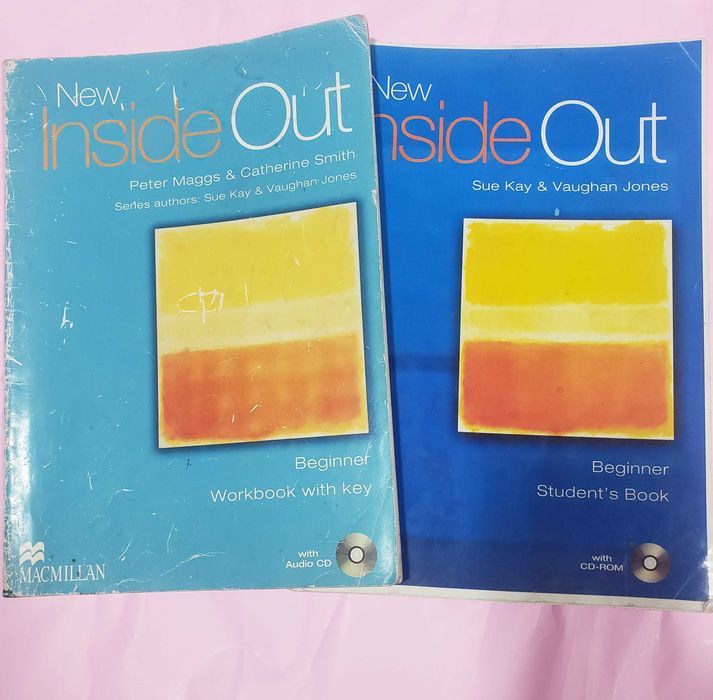 New
Inside Out
Peter Maggs & Catherine Smith
Series authors: Sue Kay & Vaughan Jones
Beginner
Workbook with key
with
Audio CD
MACMILLAN
New
nside Out
Sue Kay & Vaughan Jones
Beginner
Student's Book
with
CD-ROM